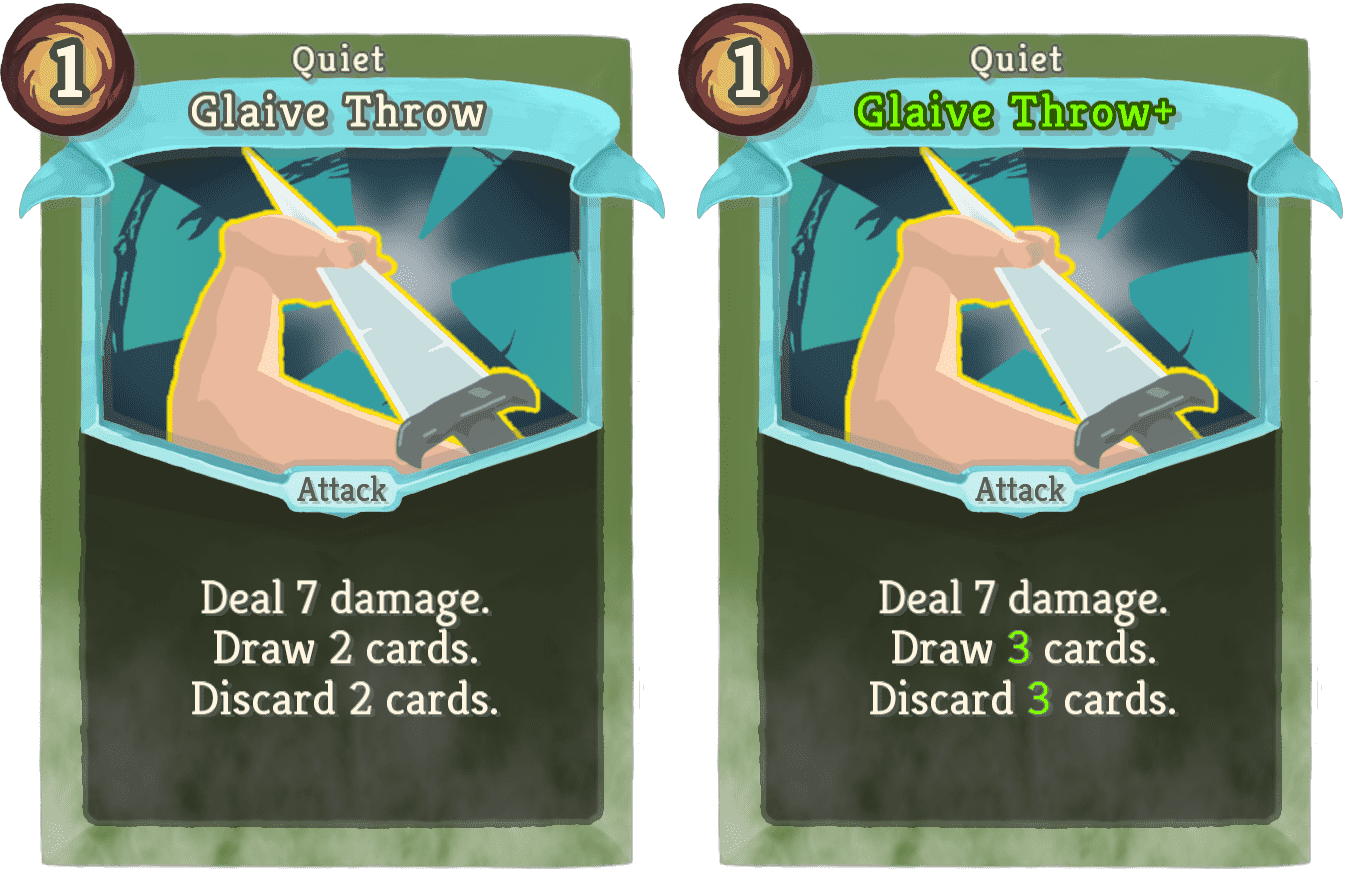 1
Quiet
Glaive Throw
Attack
Deal 7 damage.
Draw 2 cards.
Discard 2 cards.
1
Quiet
Glaive Throw+
Attack
Deal 7 damage.
Draw 3 cards.
Discard 3 cards.